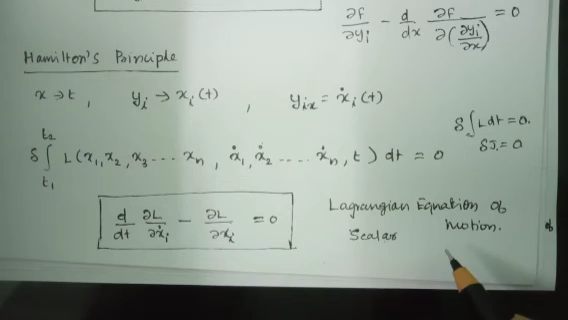 ∂F/∂yᵢ - d/dx ∂F/∂(∂yᵢ/∂x) = 0
Hamilton's Principle
x → t, yᵢ → xᵢ(t), yᵢₓ = ẋᵢ(t)
δ∫Ldt = 0.
δJ = 0
δ ∫_{t₁}^{t₂} L(x₁, x₂, x₃ ... xₙ, ẋ₁, ẋ₂ .... ẋₙ, t) dt = 0
d/dt ∂L/∂ẋᵢ - ∂L/∂xᵢ = 0
Lagrangian Equation of
Scalar motion.